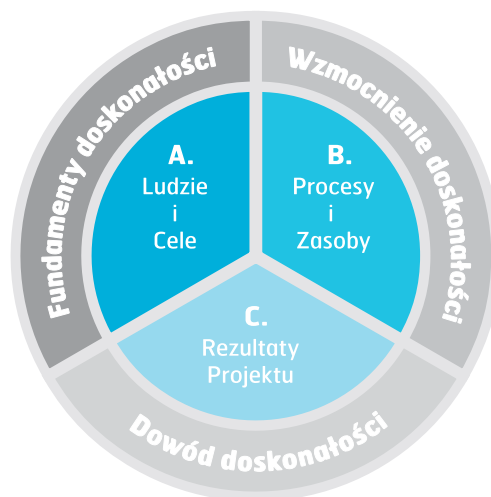 Fundamenty doskonałości
Wzmocnienie doskonałości
A.
Ludzie
i
Cele
B.
Procesy
i
Zasoby
C.
Rezultaty
Projektu
Dowód doskonałości